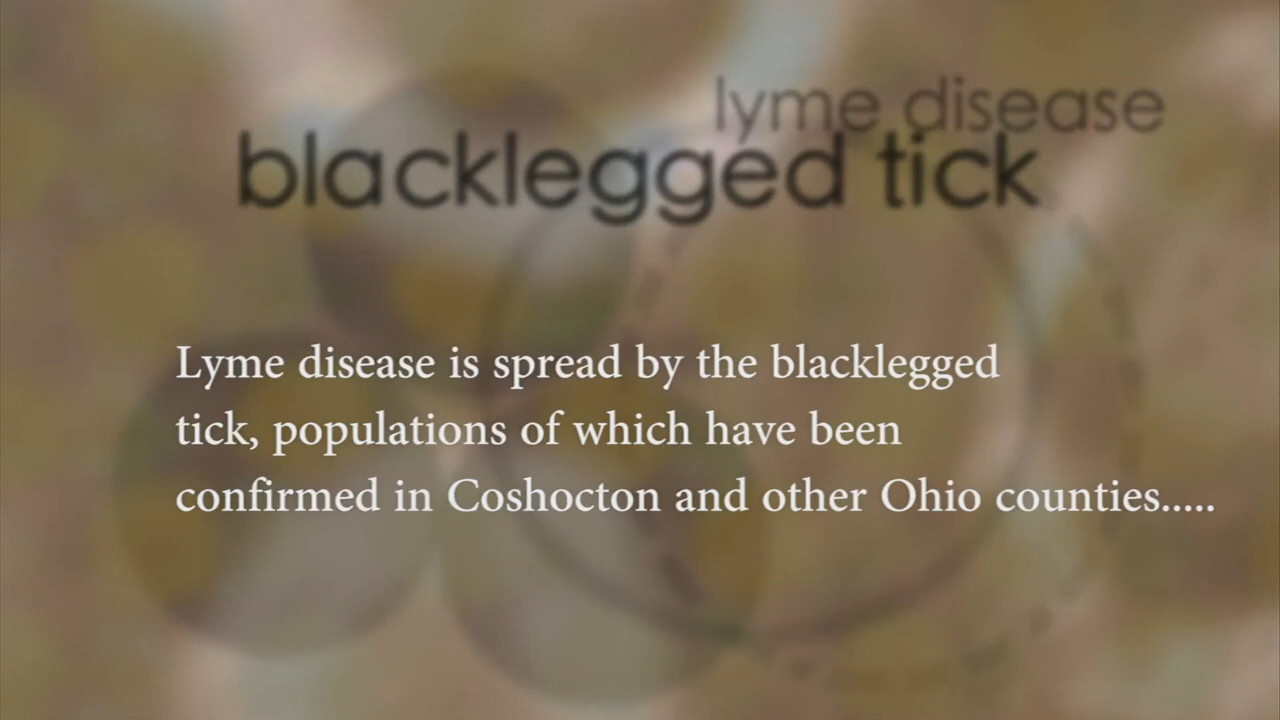 lyme disease
blacklegged tick
Lyme disease is spread by the blacklegged
tick, populations of which have been
confirmed in Coshocton and other Ohio counties.....